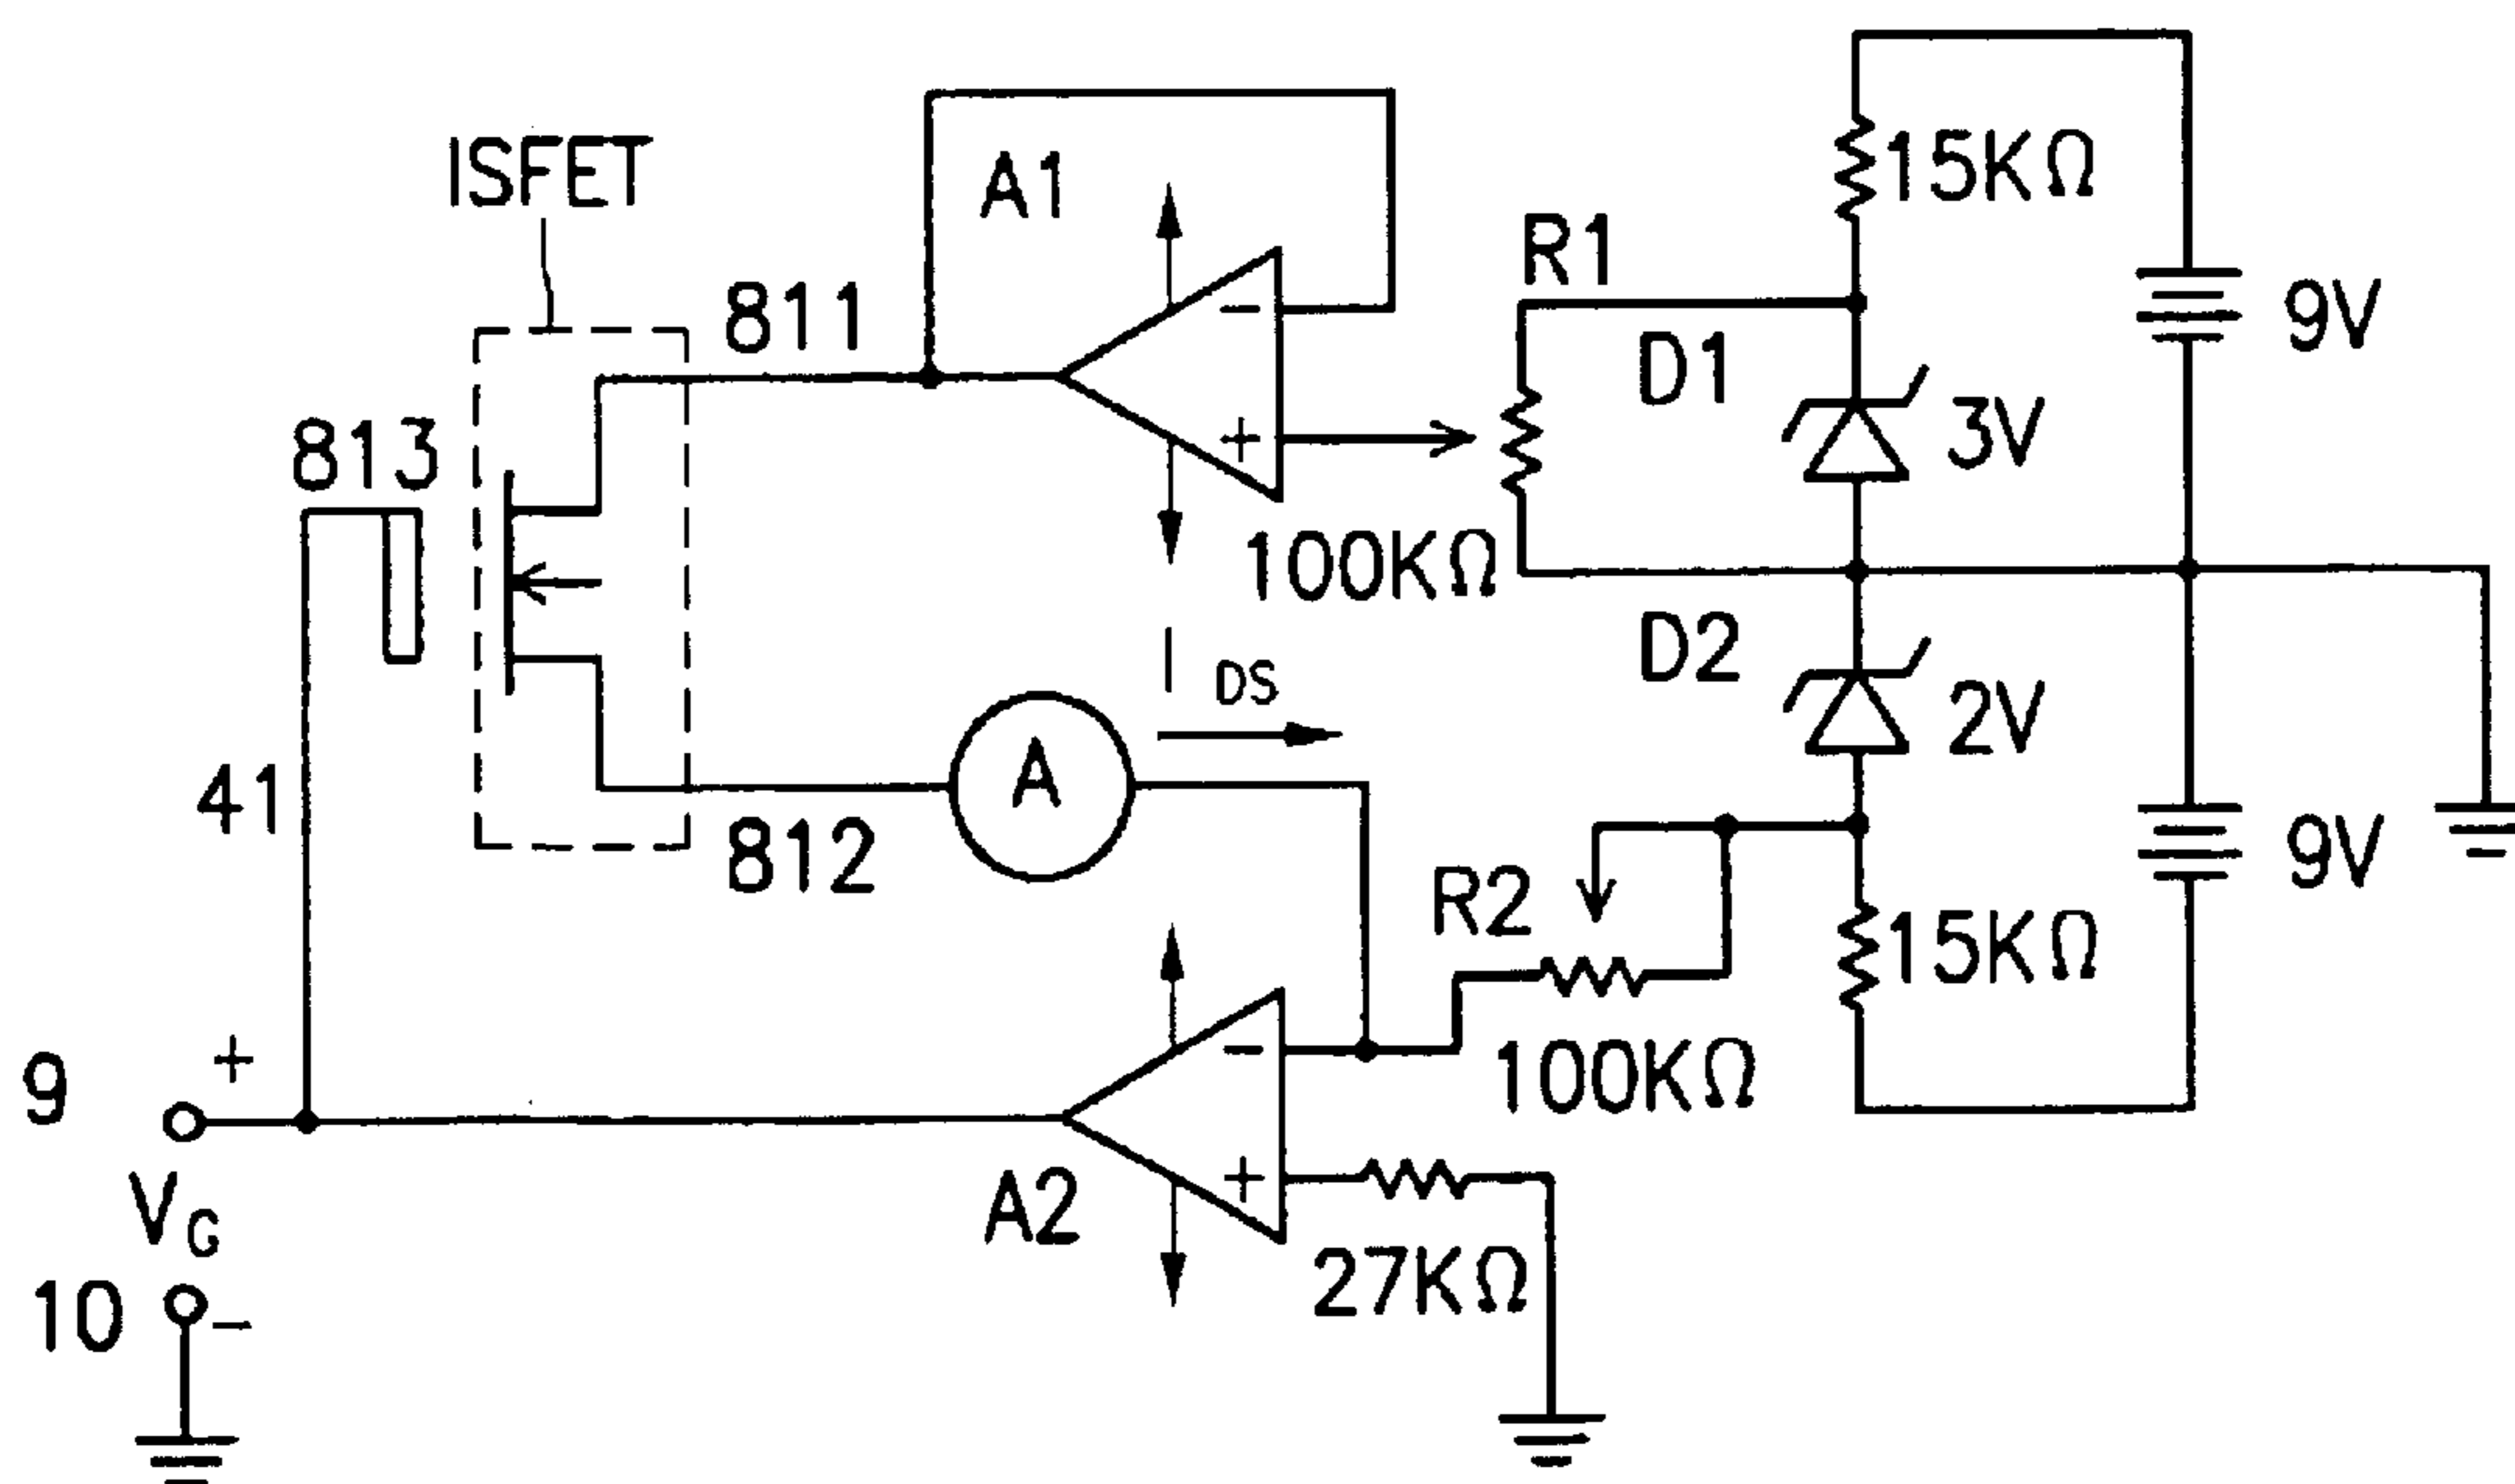 ISFET
A1
15KΩ
R1
811
9V
D1
3V
813
100KΩ
D2
I DS
2V
A
41
812
9V
R2
15KΩ
100KΩ
9
+
-
+
-
+
A2
VG
27KΩ
10
-